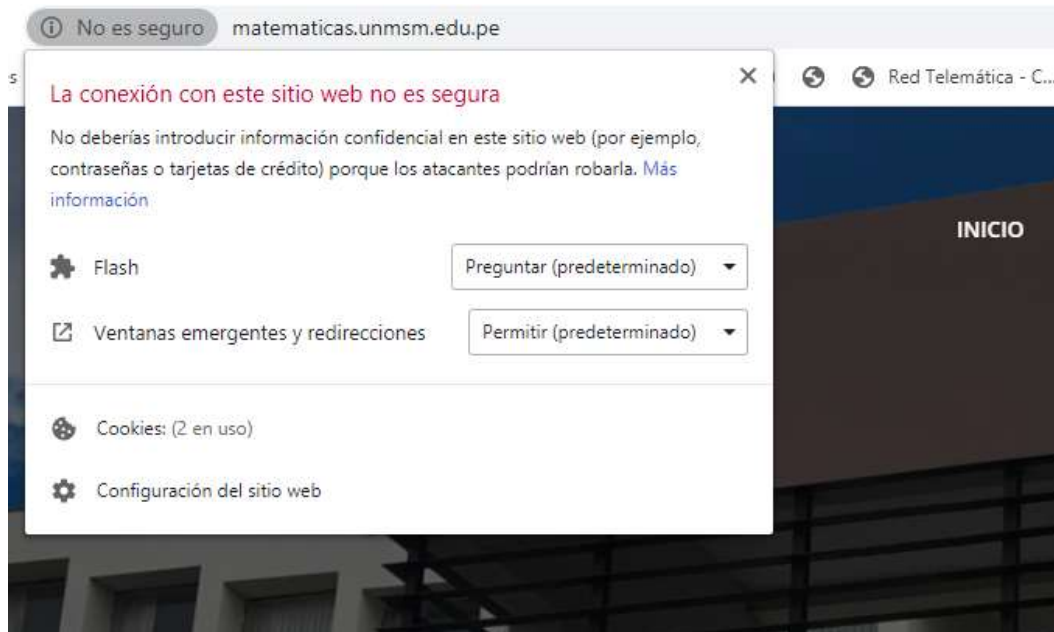 No es seguro matematicas.unmsm.edu.pe
s
Red Telemática - C...
La conexión con este sitio web no es segura
No deberías introducir información confidencial en este sitio web (por ejemplo,
contraseñas o tarjetas de crédito) porque los atacantes podrían robarla. Más
información
INICIO
Flash
Preguntar (predeterminado)
Ventanas emergentes y redirecciones
Permitir (predeterminado)
Cookies: (2 en uso)
Configuración del sitio web